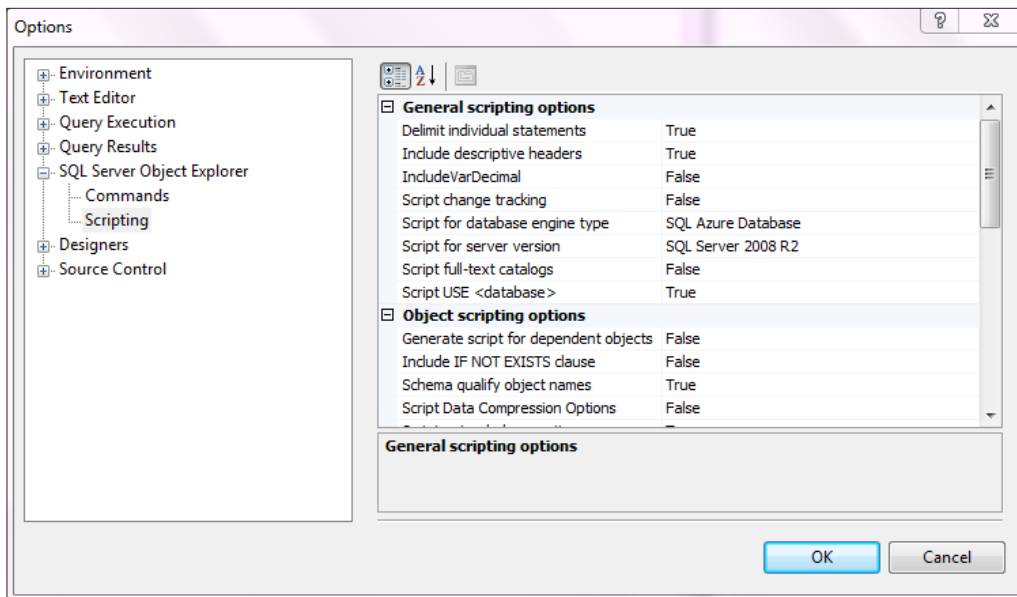 Options
Environment
Text Editor
Query Execution
Query Results
SQL Server Object Explorer
Commands
Scripting
Designers
Source Control
General scripting options
Delimit individual statements True
Include descriptive headers True
IncludeVarDecimal False
Script change tracking False
Script for database engine type SQL Azure Database
Script for server version SQL Server 2008 R2
Script full-text catalogs False
Script USE <database> True
Object scripting options
Generate script for dependent objects False
Include IF NOT EXISTS clause False
Schema qualify object names True
Script Data Compression Options False
General scripting options
OK Cancel